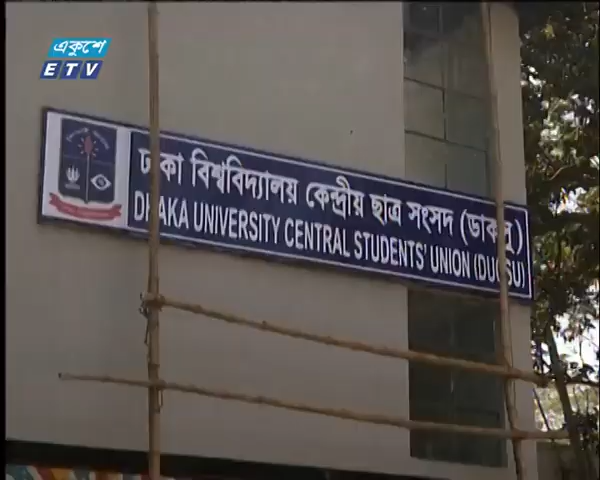 একুশে
ETV
ঢাকা বিশ্ববিদ্যালয় কেন্দ্রীয় ছাত্র সংসদ (ডাকসু)
DHAKA UNIVERSITY CENTRAL STUDENTS' UNION (DUCSU)